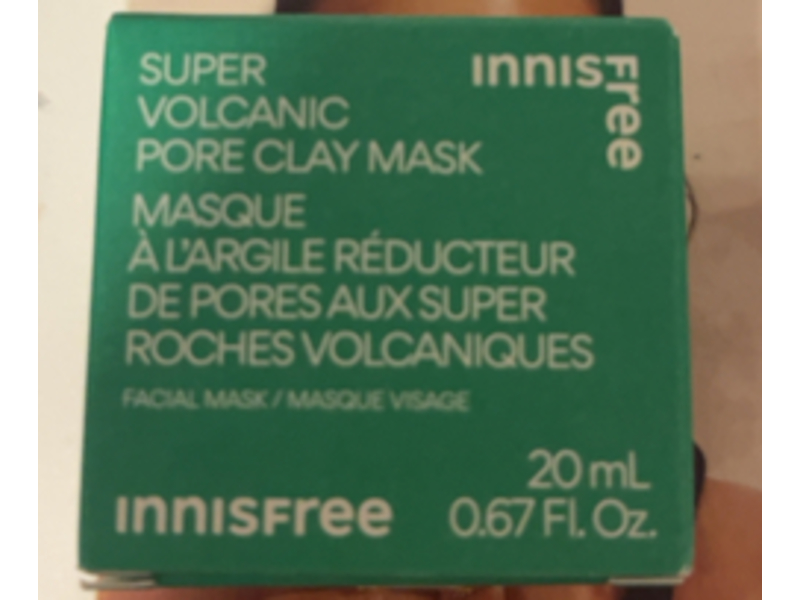 SUPER
VOLCANIC
PORE CLAY MASK
innisFree
MASQUE
À L'ARGILE RÉDUCTEUR
DE PORES AUX SUPER
ROCHES VOLCANIQUES
FACIAL MASK / MASQUE VISAGE
20 mL
0.67 Fl. Oz.
innisFree